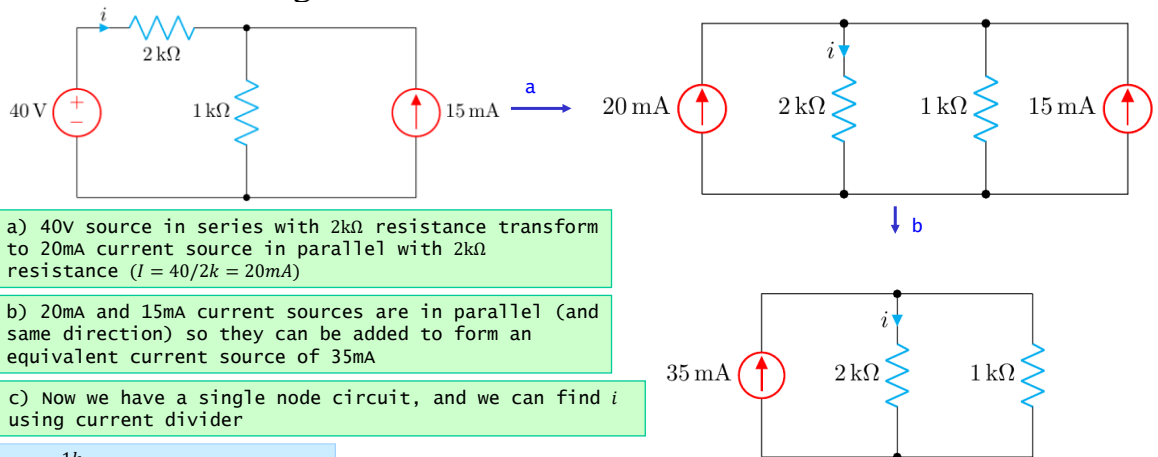 i
2 kΩ
40 V
+
−
1 kΩ
15 mA
a
20 mA
i
2 kΩ
1 kΩ
15 mA
a) 40V source in series with 2kΩ resistance transform
to 20mA current source in parallel with 2kΩ
resistance (I = 40/2k = 20mA)
b
b) 20mA and 15mA current sources are in parallel (and
same direction) so they can be added to form an
equivalent current source of 35mA
i
35 mA
2 kΩ
1 kΩ
c) Now we have a single node circuit, and we can find i
using current divider
1k